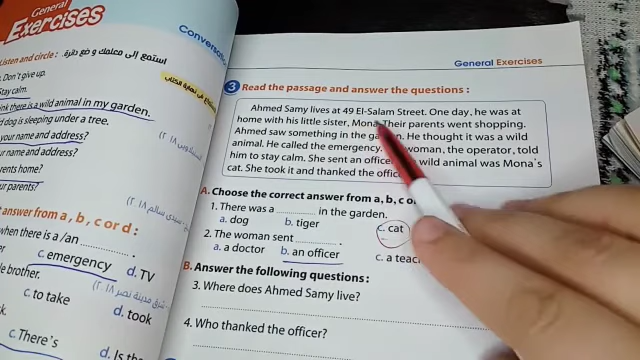 General
Exercises
Conversa
استمع إلى معلمك و ضع دائرة.
Listen and circle:
Don't give up.
Stay calm.
think there is a wild animal in my garden.
dog is sleeping under a tree.
your name and address?
ur name and address?
d home?
r parents?
answer from a, b, c or d:
when there is a /an
c. emergency
d. TV
le brother.
c. to take
d. took
c. There's
d. Is the
General Exercises
3 Read the passage and answer the questions:
Ahmed Samy lives at 49 El-Salam Street. One day, he was at
home with his little sister, Mona. Their parents went shopping.
Ahmed saw something in the garden. He thought it was a wild
animal. He called the emergency. woman, the operator, told
him to stay calm. She sent an office wild animal was Mona's
cat. She took it and thanked the offic
A. Choose the correct answer from a, b, c o
1. There was a .......... in the garden.
a. dog b. tiger c. cat
2. The woman sent .......... .
a. a doctor b. an officer c. a teac
B. Answer the following questions:
3. Where does Ahmed Samy live?
4. Who thanked the officer?